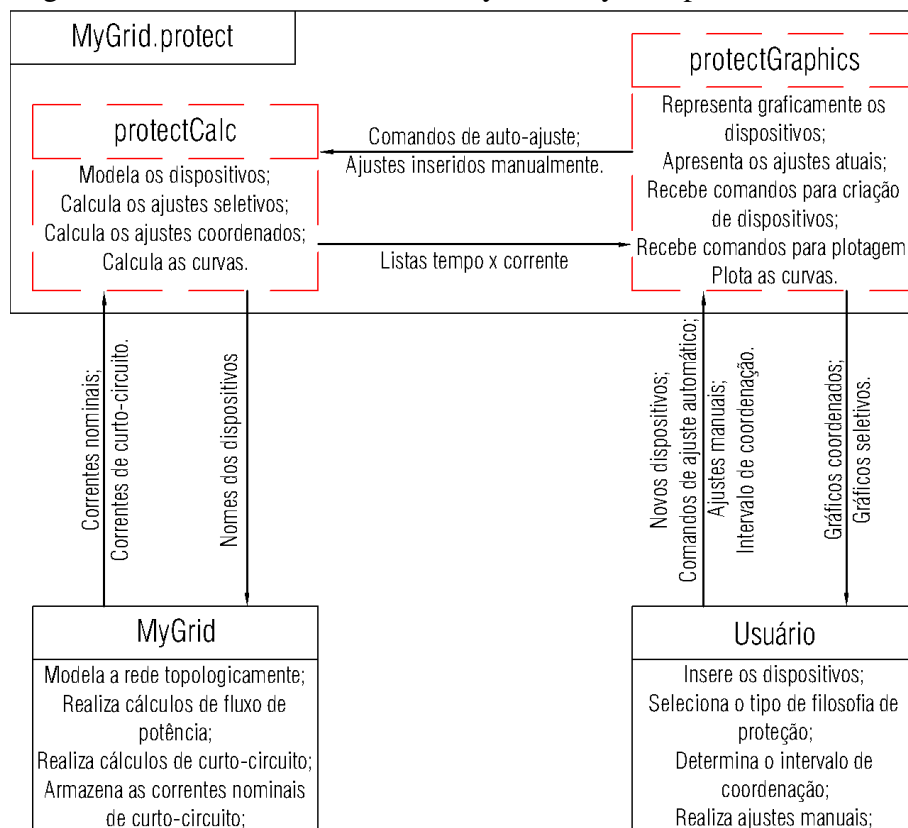 MyGrid.protect
protectGraphics
Representa graficamente os
dispositivos;
Apresenta os ajustes atuais;
Recebe comandos para criação
de dispositivos;
Recebe comandos para plotagem
Plota as curvas.
protectCalc
Modela os dispositivos;
Calcula os ajustes seletivos;
Calcula os ajustes coordenados;
Calcula as curvas.
Comandos de auto-ajuste;
Ajustes inseridos manualmente.
Listas tempo x corrente
Correntes nominais;
Correntes de curto-circuito.
Nomes dos dispositivos
Novos dispositivos;
Comandos de ajuste automático;
Ajustes manuais;
Intervalo de coordenação.
Gráficos coordenados;
Gráficos seletivos.
MyGrid
Modela a rede topologicamente;
Realiza cálculos de fluxo de
potência;
Realiza cálculos de curto-circuito;
Armazena as correntes nominais
de curto-circuito;
Usuário
Insere os dispositivos;
Seleciona o tipo de filosofia de
proteção;
Determina o intervalo de
coordenação;
Realiza ajustes manuais;